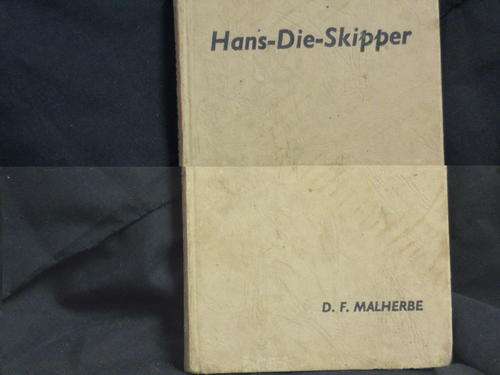 Hans-Die-Skipper
D. F. MALHERBE